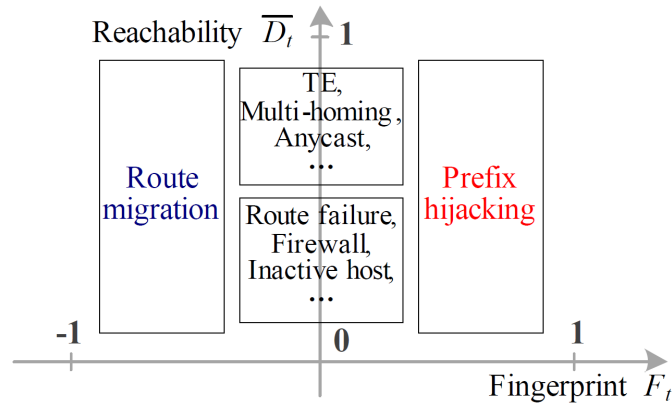 Reachability D̅ₜ
1
TE,
Multi-homing,
Anycast,
...
Route
migration
Prefix
hijacking
Route failure,
Firewall,
Inactive host,
...
-1
0
1
Fingerprint Fₜ